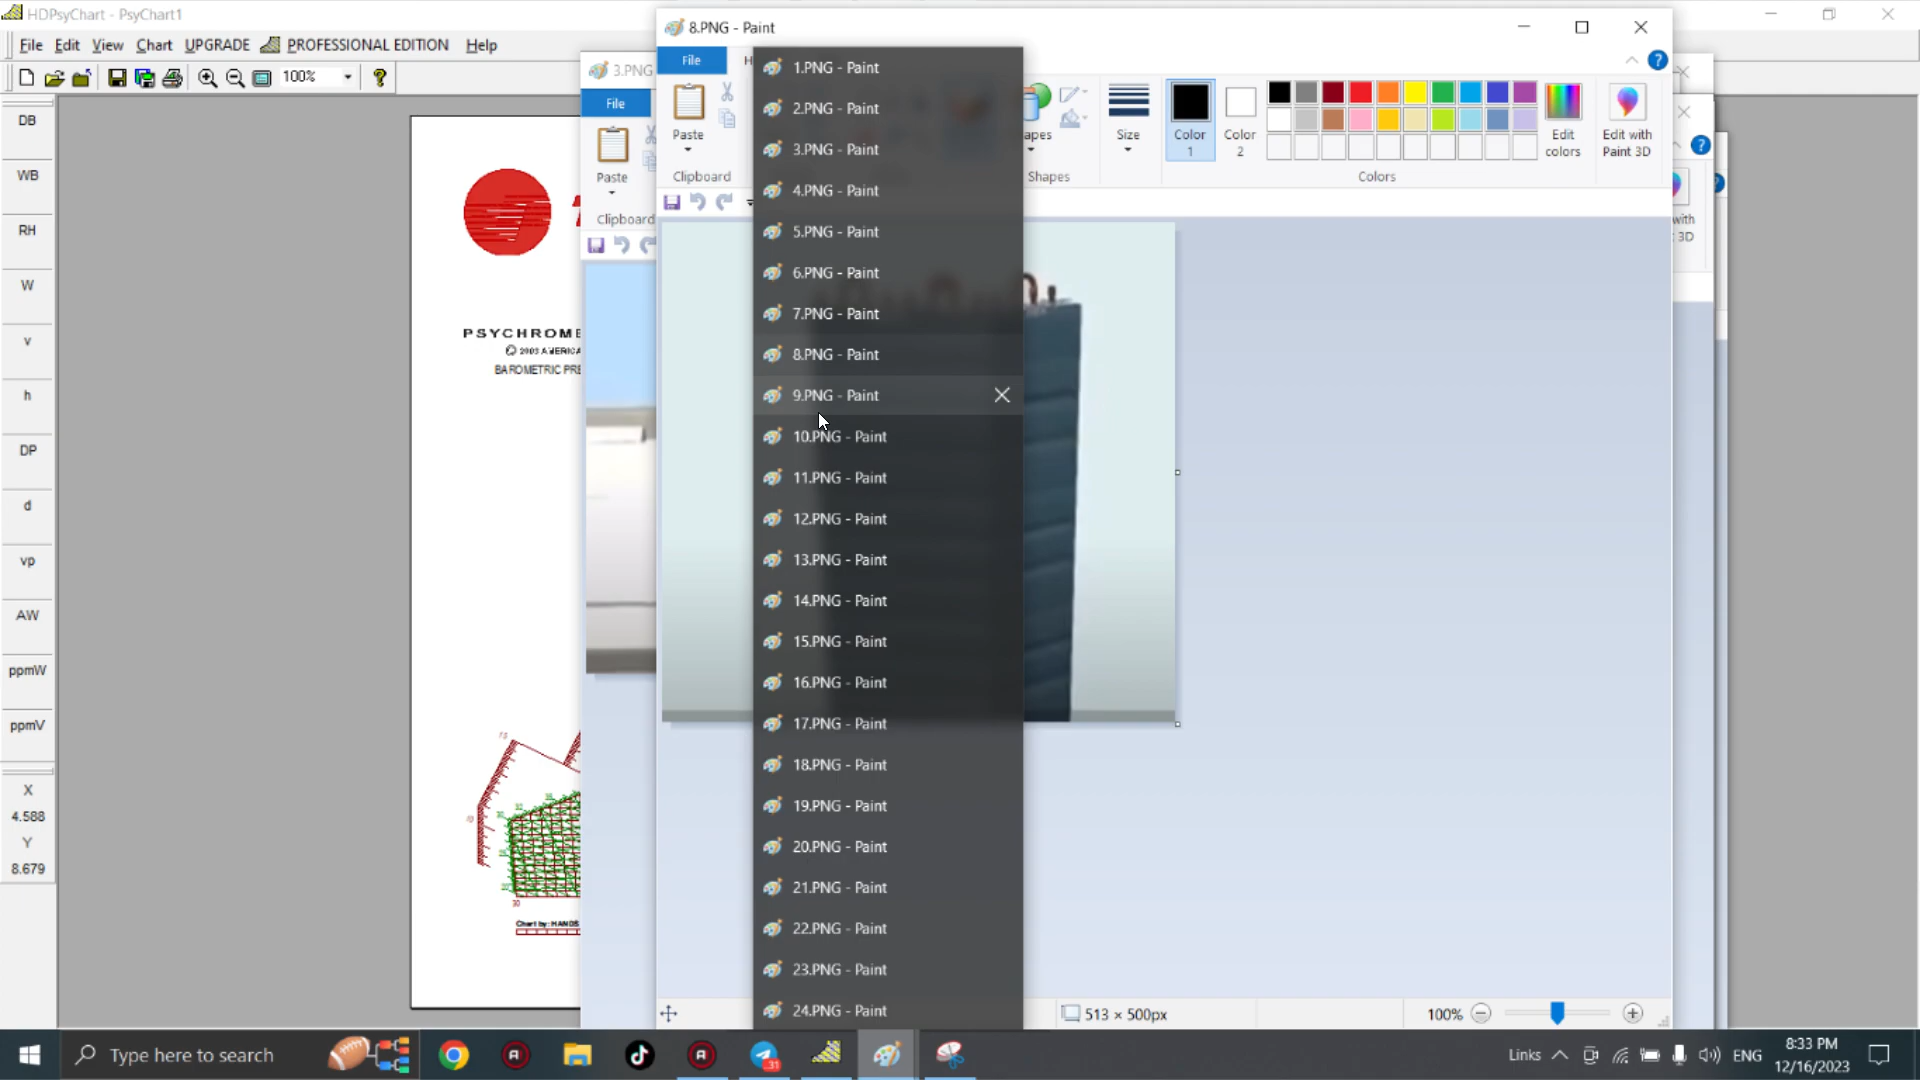 HDPsyChart - PsyChart1
File Edit View Chart UPGRADE PROFESSIONAL EDITION Help
100%
DB
WB
RH
W
v
h
DP
d
vp
AW
ppmW
ppmV
X
4.588
Y
8.679
BAROMETRIC PRE
30
Chart by: HANDS
3.PNG
File
Paste
Clipboard
8.PNG - Paint
File
H
Paste
Clipboard
apes
Shapes
Size
Color
1
Color
2
Edit
colors
Edit with
Paint 3D
Colors
with
3D
1.PNG - Paint
2.PNG - Paint
3.PNG - Paint
4.PNG - Paint
5.PNG - Paint
6.PNG - Paint
7.PNG - Paint
8.PNG - Paint
9.PNG - Paint
10.PNG - Paint
11.PNG - Paint
12.PNG - Paint
13.PNG - Paint
14.PNG - Paint
15.PNG - Paint
16.PNG - Paint
17.PNG - Paint
18.PNG - Paint
19.PNG - Paint
20.PNG - Paint
21.PNG - Paint
22.PNG - Paint
23.PNG - Paint
24.PNG - Paint
513 × 500px
100%
Type here to search
31
Links
ENG
8:33 PM
12/16/2023